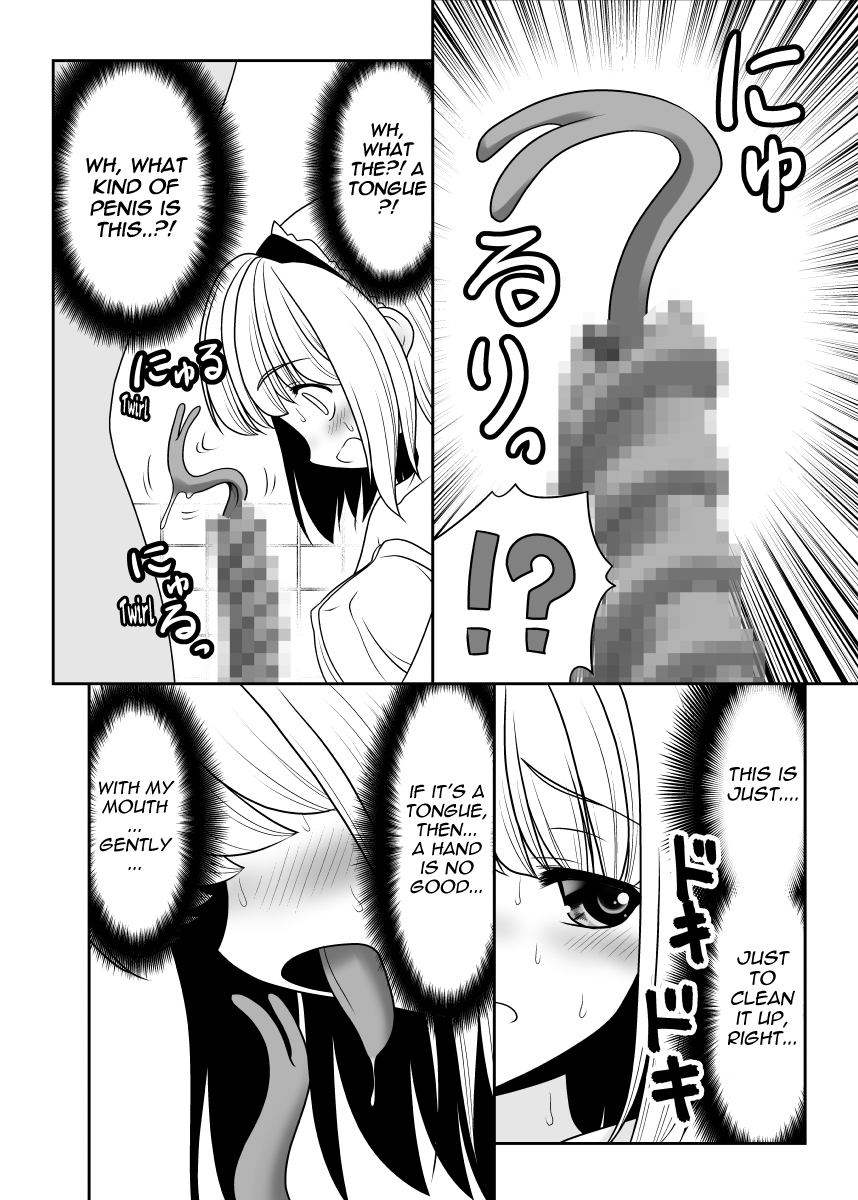 にゅ
るりっ
!?
WH,
WHAT
THE?! A
TONGUE
?!
WH, WHAT
KIND OF
PENIS IS
THIS..?!
にゅる
Twirl
にゅ
るっ
Twirl
THIS IS
JUST....
ドキ
ドキ
JUST
TO
CLEAN
IT UP,
RIGHT...
IF IT'S A
TONGUE,
THEN...
A HAND
IS NO
GOOD...
WITH MY
MOUTH
...
GENTLY
...